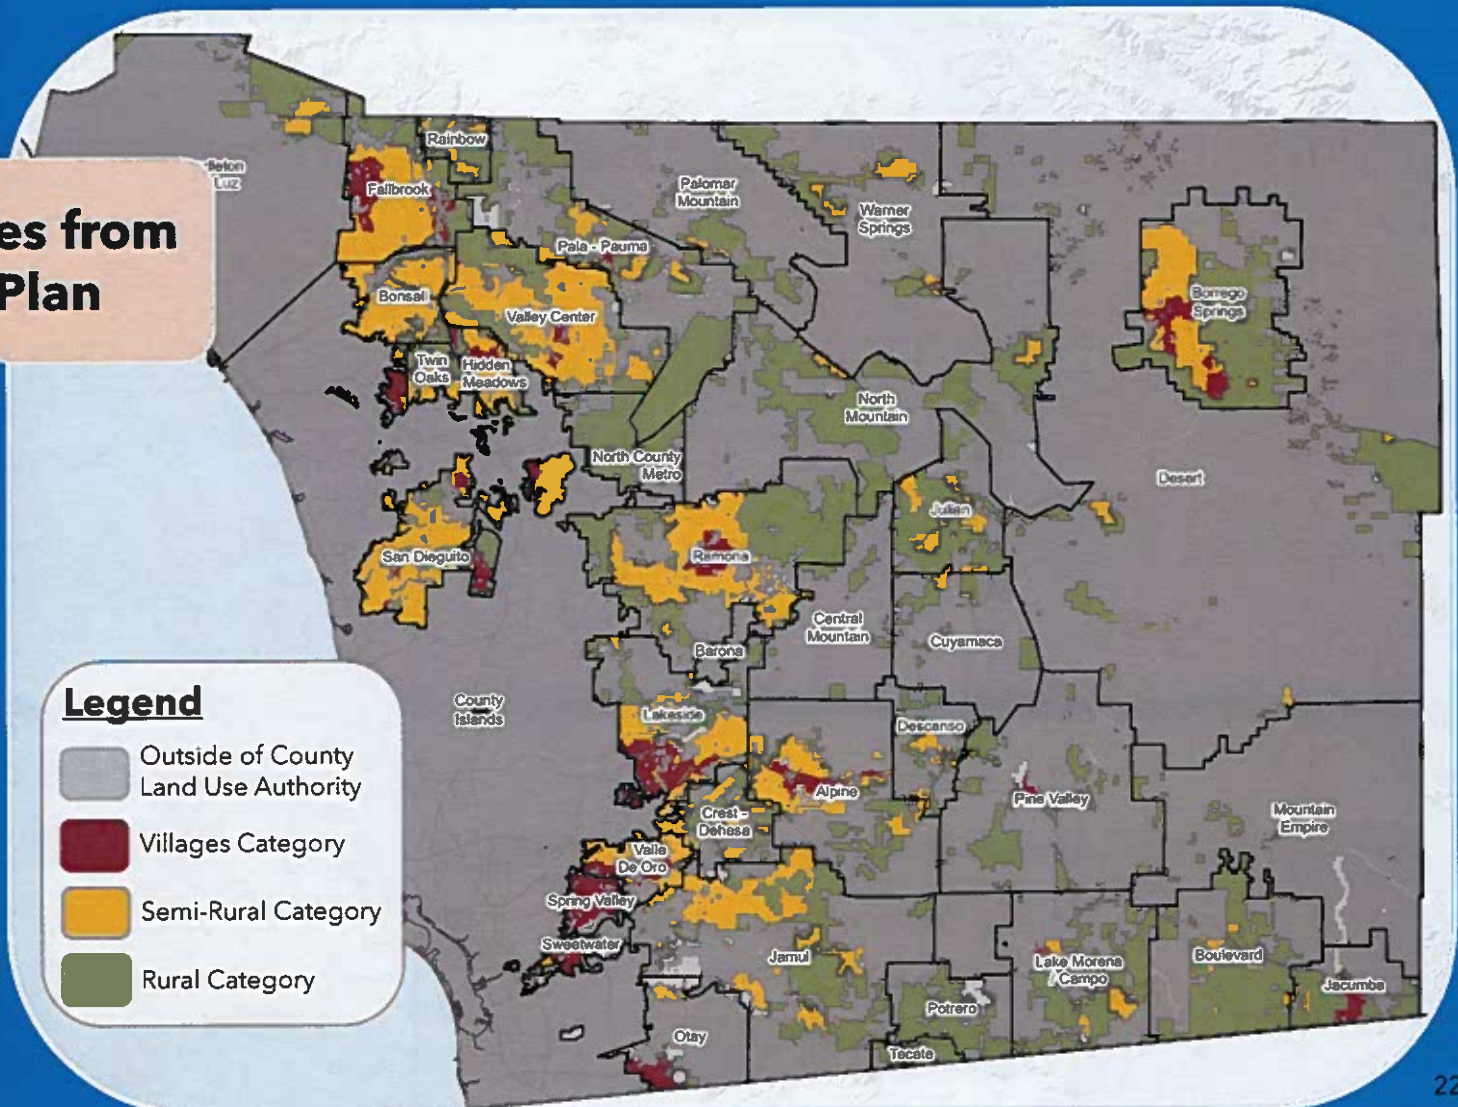 es from
Plan
Luz
Rainbow
Fallbrook
Palomar
Mountain
Warner
Springs
Pala - Pauma
Bonsall
Valley Center
Borrego
Springs
Twin
Oaks
Hidden
Meadows
North
Mountain
North County
Metro
Desert
Julian
San Dieguito
Ramona
Central
Mountain
Cuyamaca
Barona
County
Islands
Lakeside
Descanso
Alpine
Pine Valley
Crest -
Dehesa
Mountain
Empire
Valle
De Oro
Spring Valley
Sweetwater
Jamul
Lake Morena
Campo
Boulevard
Jacumba
Potrero
Otay
Tecate
Legend
Outside of County
Land Use Authority
Villages Category
Semi-Rural Category
Rural Category
22